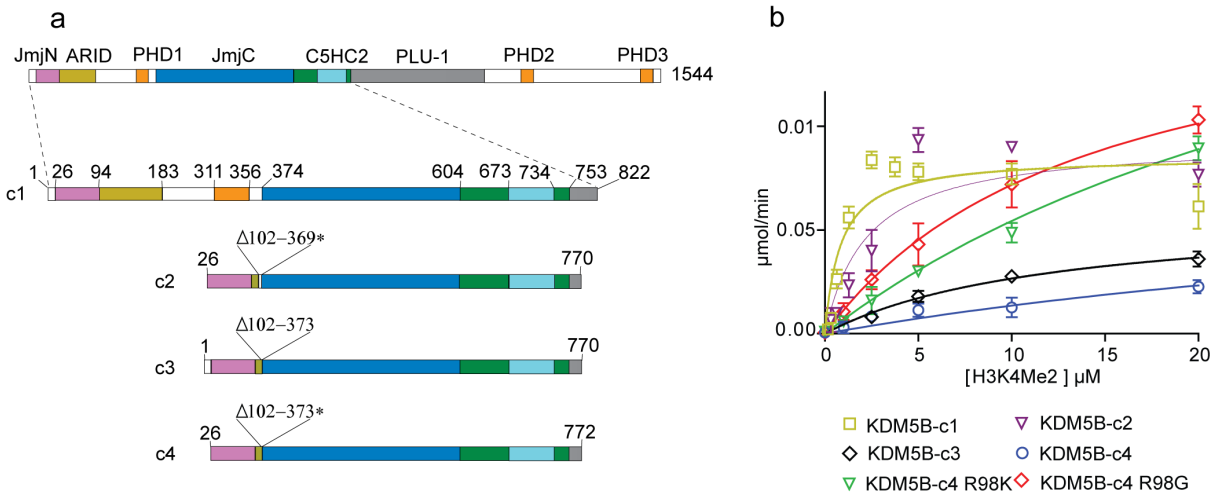 a
JmjN ARID PHD1 JmjC C5HC2 PLU-1 PHD2 PHD3
1544
1 26 94 183 311 356 374 604 673 734 753 822
c1
Δ102–369*
26 770
c2
Δ102–373
1 770
c3
Δ102–373*
26 772
c4
b
0.01
0.005
0.00
µmol/min
0 5 10 15 20
[H3K4Me2 ] µM
KDM5B-c1 KDM5B-c2
KDM5B-c3 KDM5B-c4
KDM5B-c4 R98K KDM5B-c4 R98G